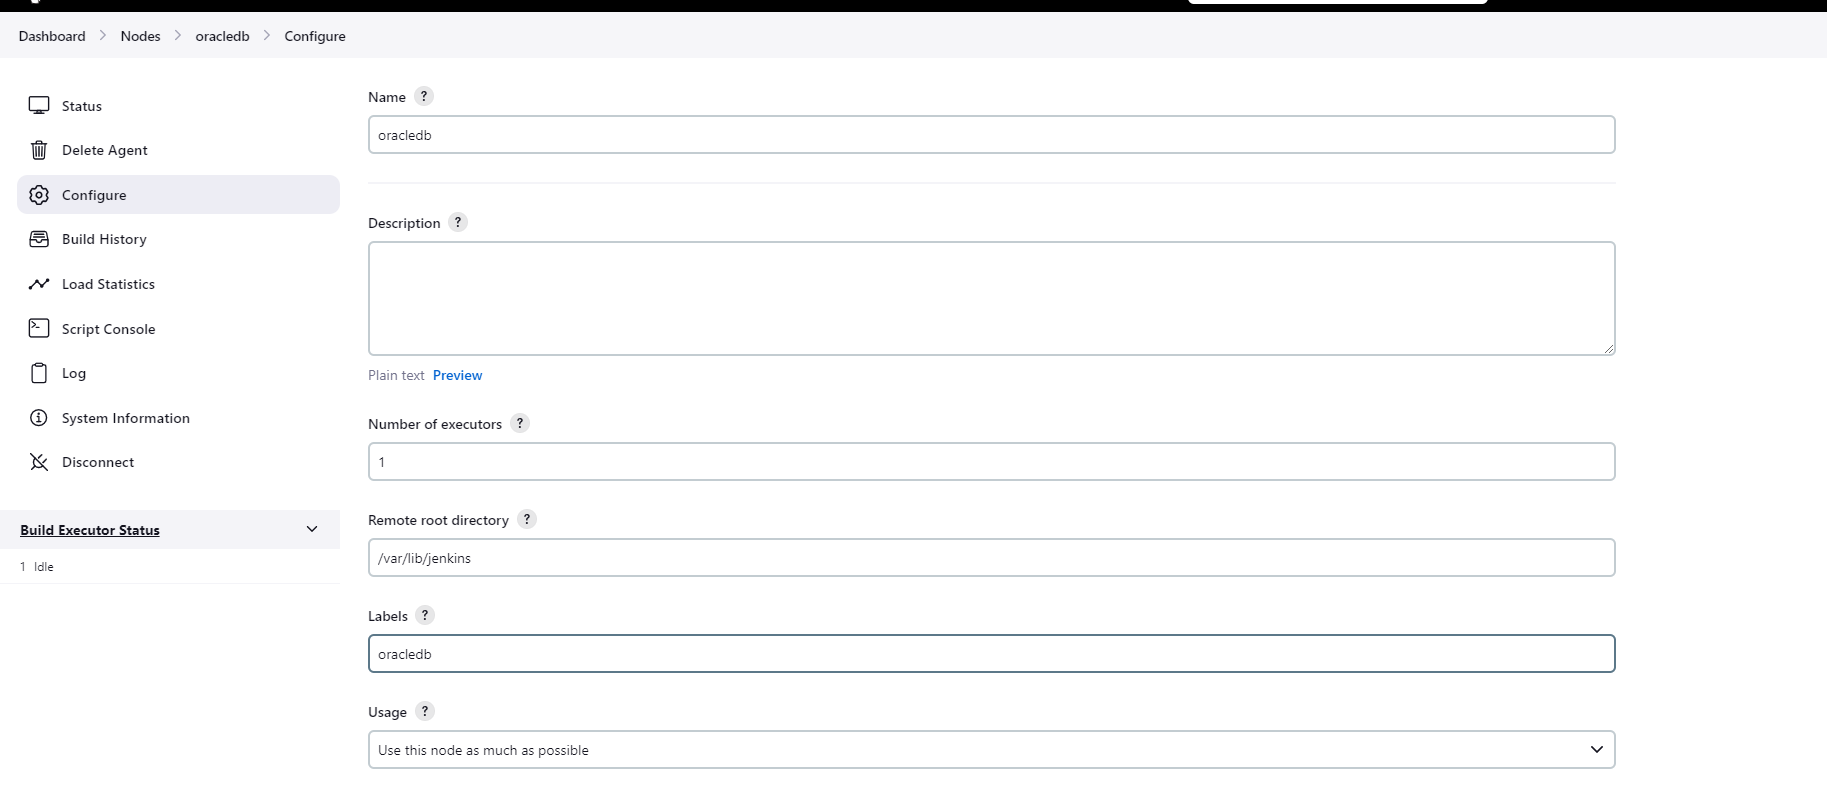 Dashboard > Nodes > oracledb > Configure
Status
Delete Agent
Configure
Build History
Load Statistics
Script Console
Log
System Information
Disconnect
Build Executor Status
1 Idle
Name ?
oracledb
Description ?
Plain text Preview
Number of executors ?
1
Remote root directory ?
/var/lib/jenkins
Labels ?
oracledb
Usage ?
Use this node as much as possible